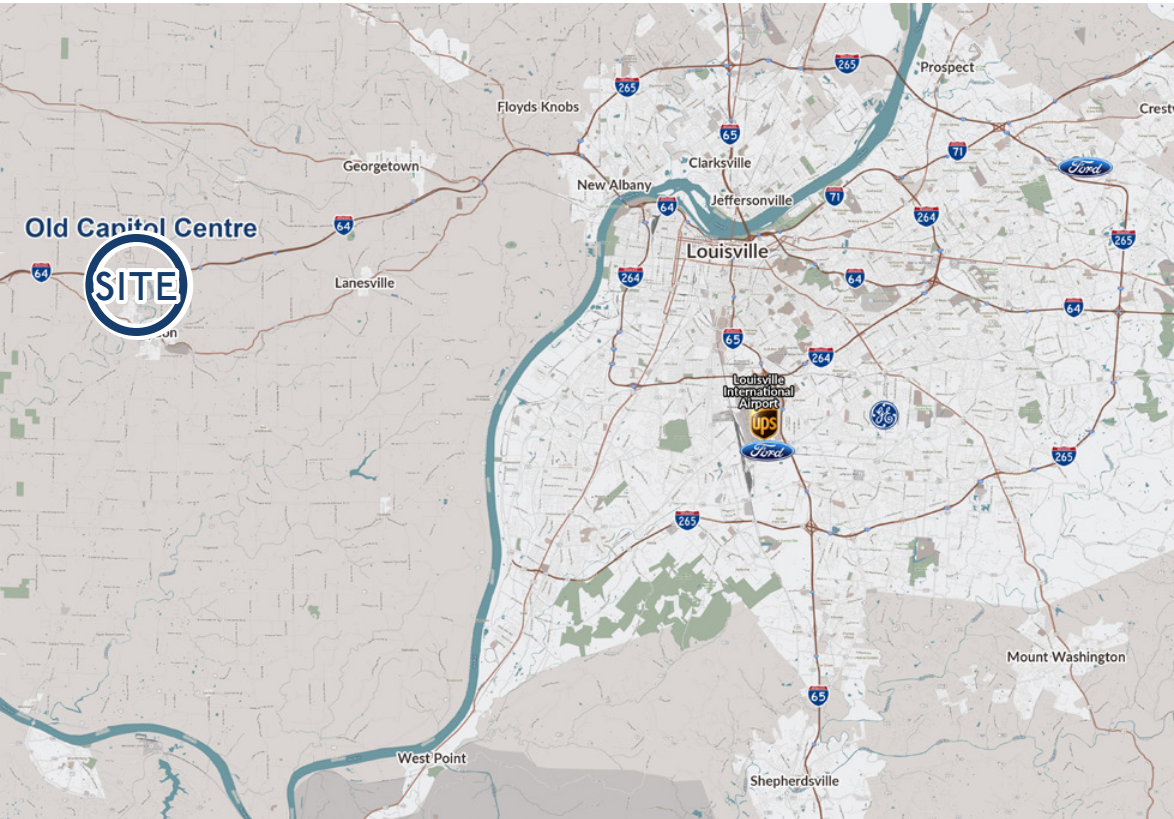 265
Prospect
265
Floyds Knobs
Crestw
65
71
Clarksville
Georgetown
Ford
New Albany
71
Jeffersonville
64
264
Old Capitol Centre
64
265
Louisville
64
SITE
264
64
Lanesville
64
on
65
264
Louisville
International
Airport
GE
ups
Ford
265
265
Mount Washington
65
West Point
Shepherdsville